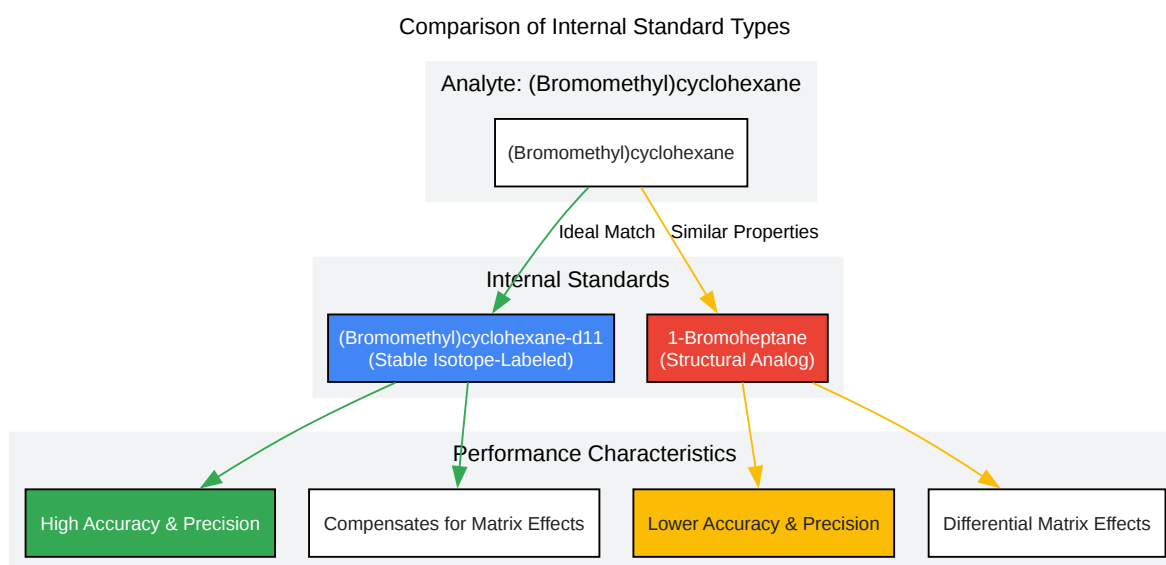 Comparison of Internal Standard Types
Analyte: (Bromomethyl)cyclohexane
(Bromomethyl)cyclohexane
Ideal Match
Similar Properties
Internal Standards
(Bromomethyl)cyclohexane-d11
(Stable Isotope-Labeled)
1-Bromoheptane
(Structural Analog)
Performance Characteristics
High Accuracy & Precision
Compensates for Matrix Effects
Lower Accuracy & Precision
Differential Matrix Effects